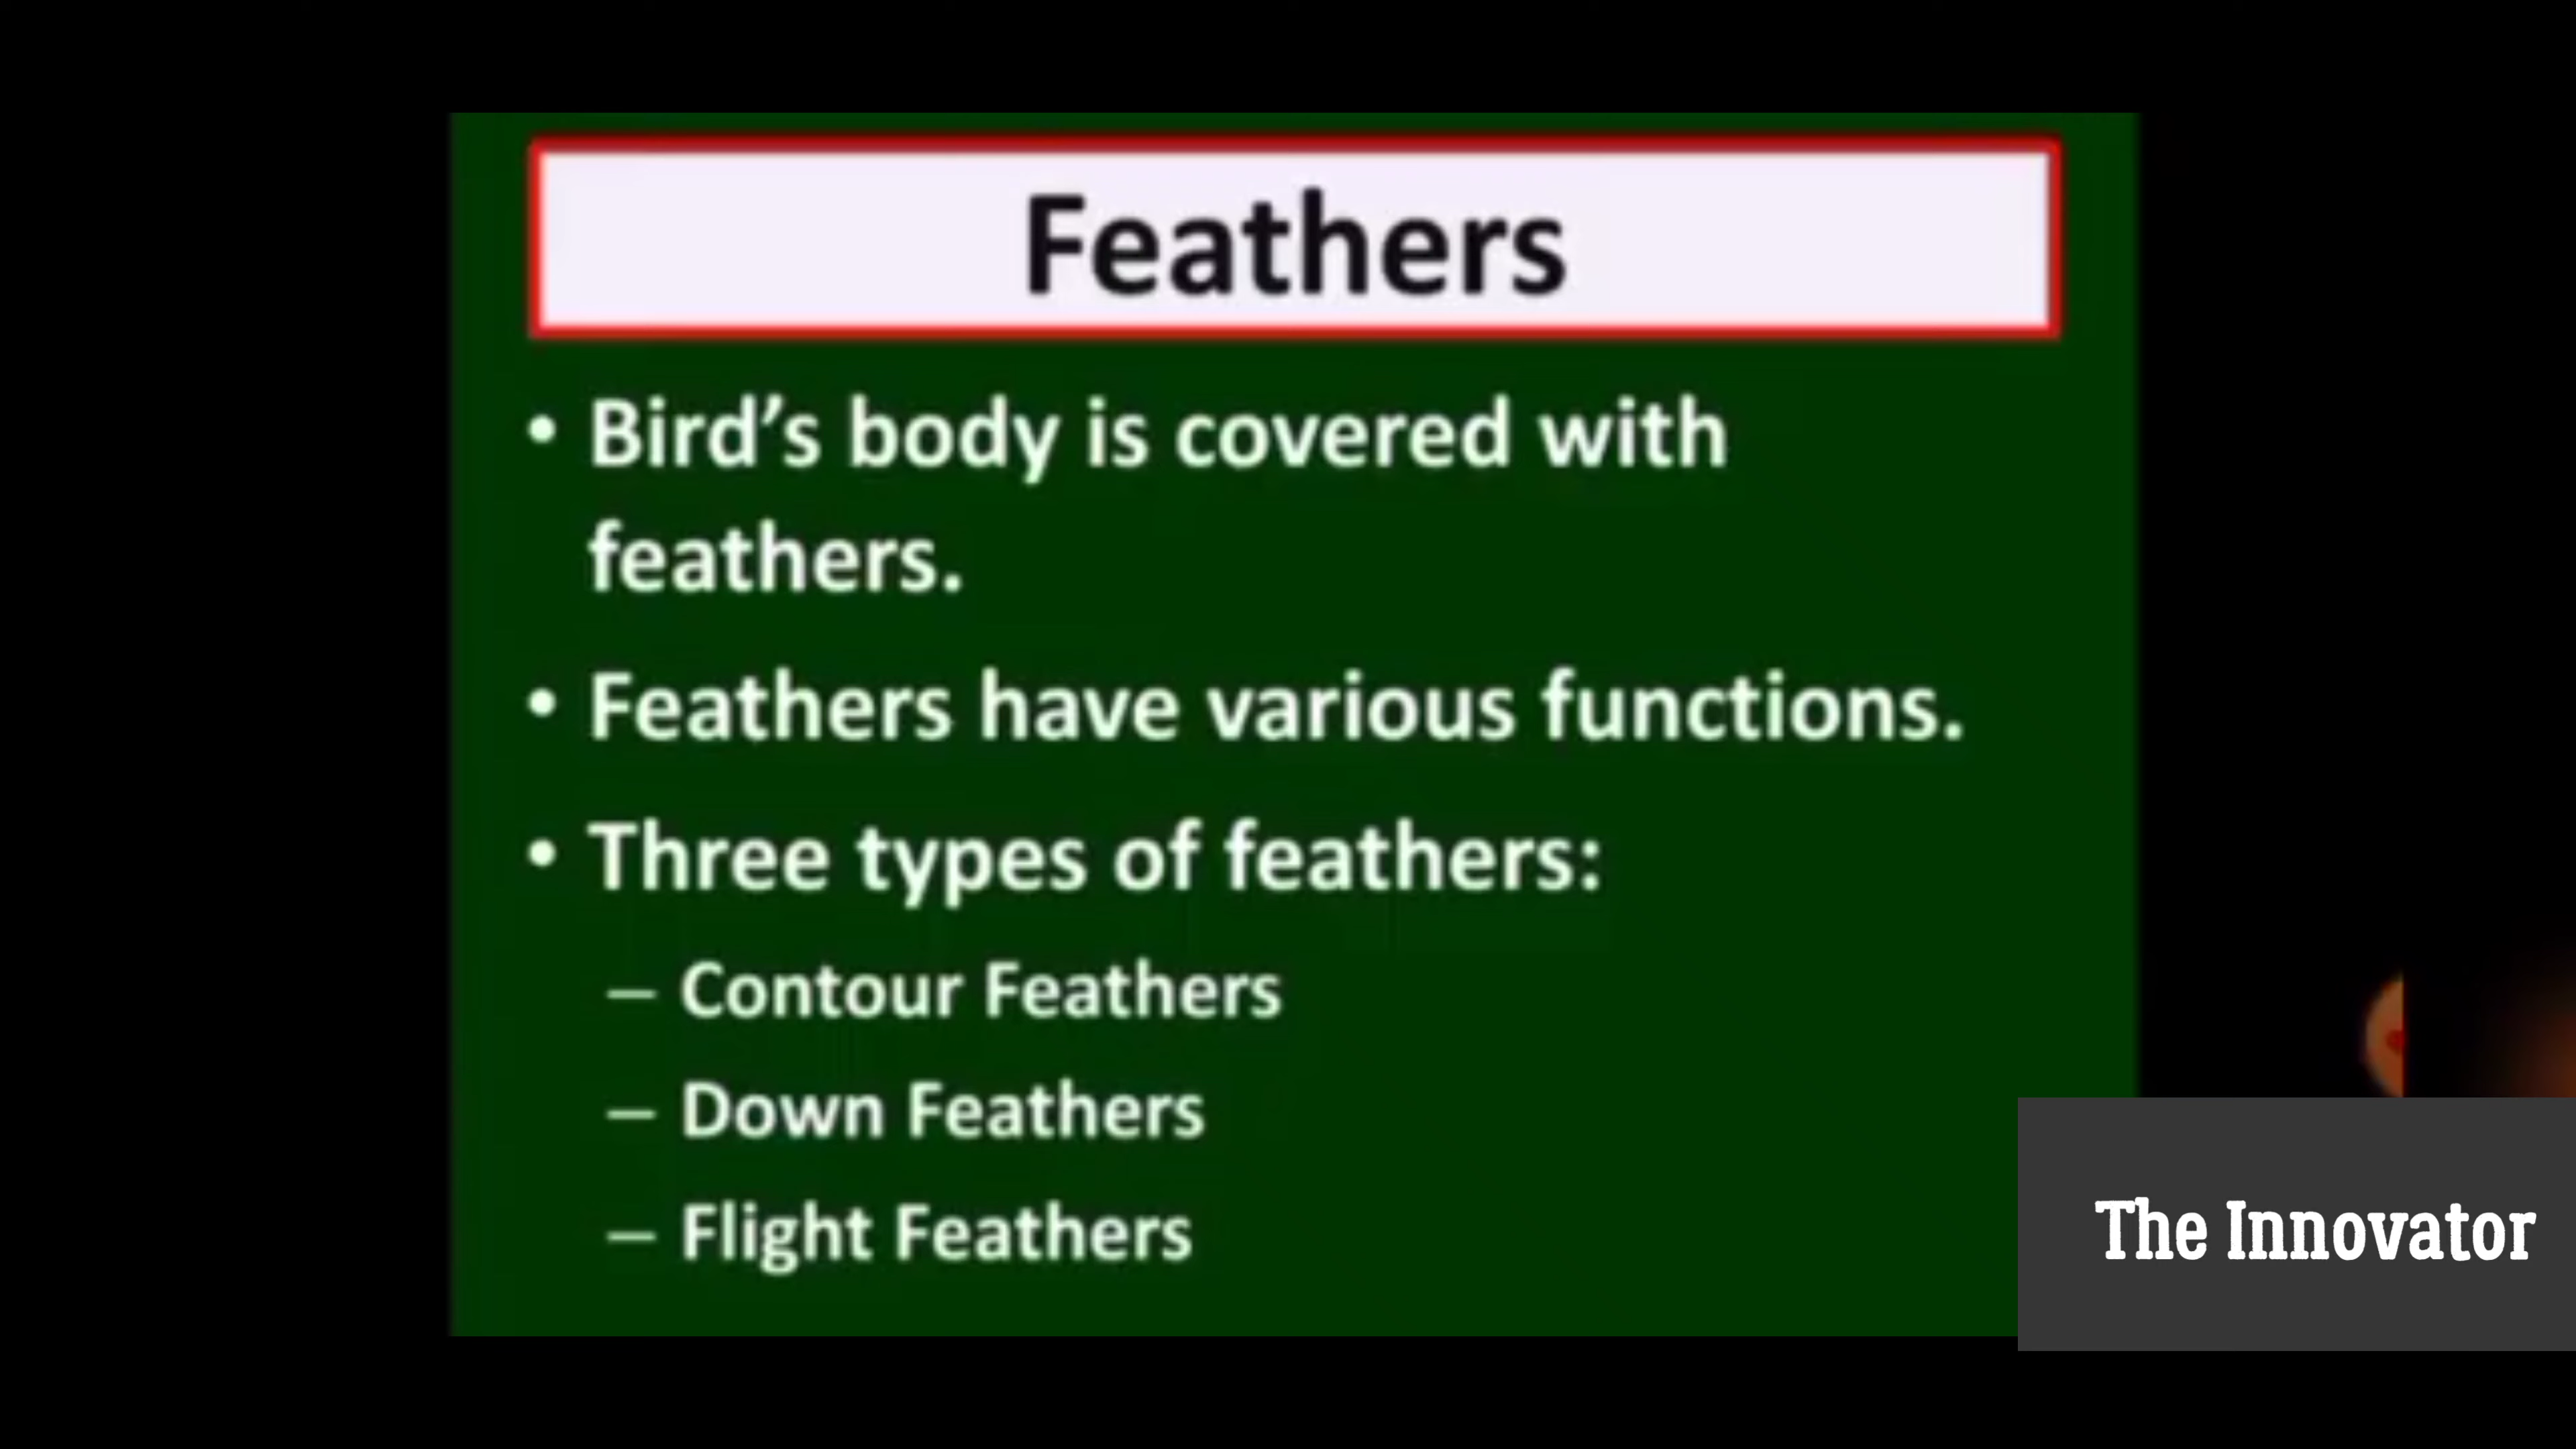 Feathers
• Bird’s body is covered with
feathers.
• Feathers have various functions.
• Three types of feathers:
– Contour Feathers
– Down Feathers
– Flight Feathers
The Innovator